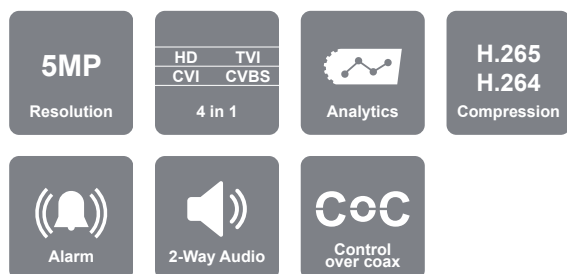 5MP
Resolution
HD TVI
CVI CVBS
4 in 1
Analytics
H.265
H.264
Compression
Alarm
2-Way Audio
CoC
Control
over coax